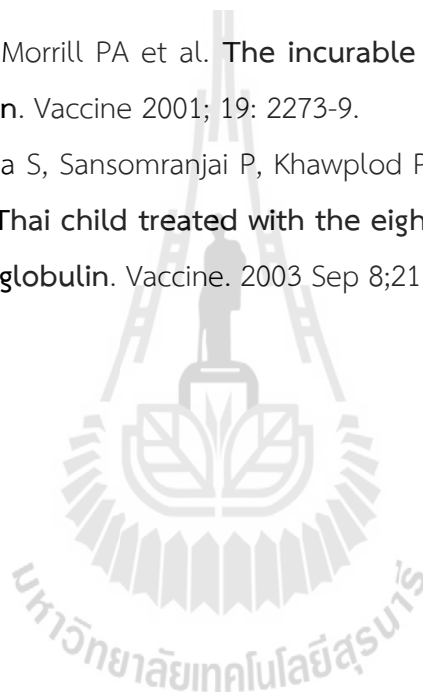 Morrill PA et al. The incurable
n. Vaccine 2001; 19: 2273-9.
a S, Sansomranjai P, Khawplod P
Thai child treated with the eigh
globulin. Vaccine. 2003 Sep 8;21
มหาวิทยาลัยเทคโนโลยีสุรนารี